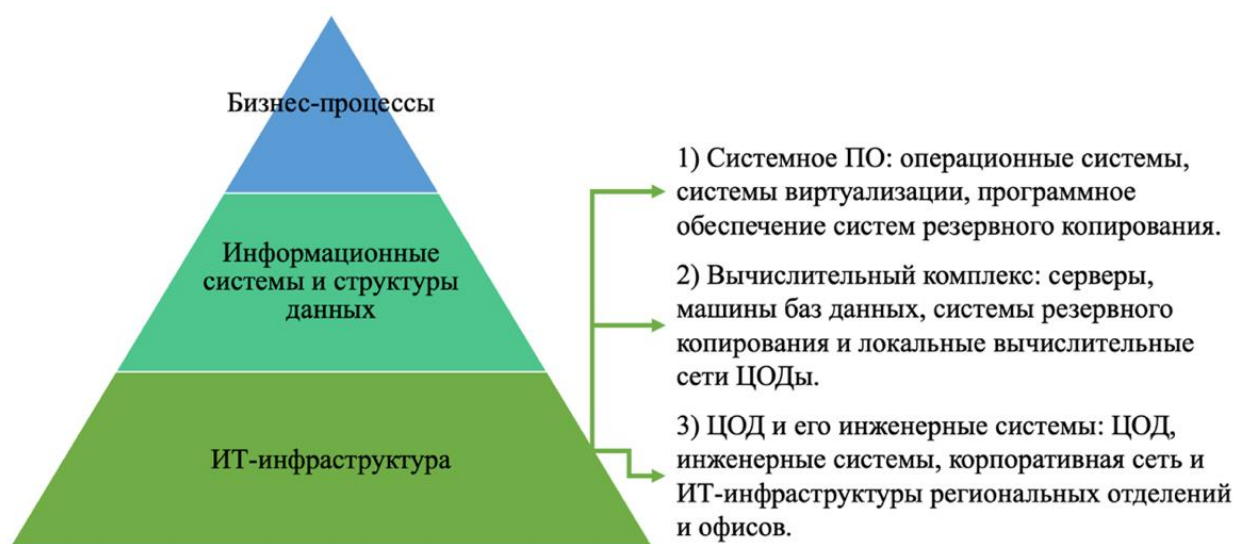 Бизнес-процессы
Информационные
системы и структуры
данных
ИТ-инфраструктура
1) Системное ПО: операционные системы,
системы виртуализации, программное
обеспечение систем резервного копирования.
2) Вычислительный комплекс: серверы,
машины баз данных, системы резервного
копирования и локальные вычислительные
сети ЦОДы.
3) ЦОД и его инженерные системы: ЦОД,
инженерные системы, корпоративная сеть и
ИТ-инфраструктуры региональных отделений
и офисов.